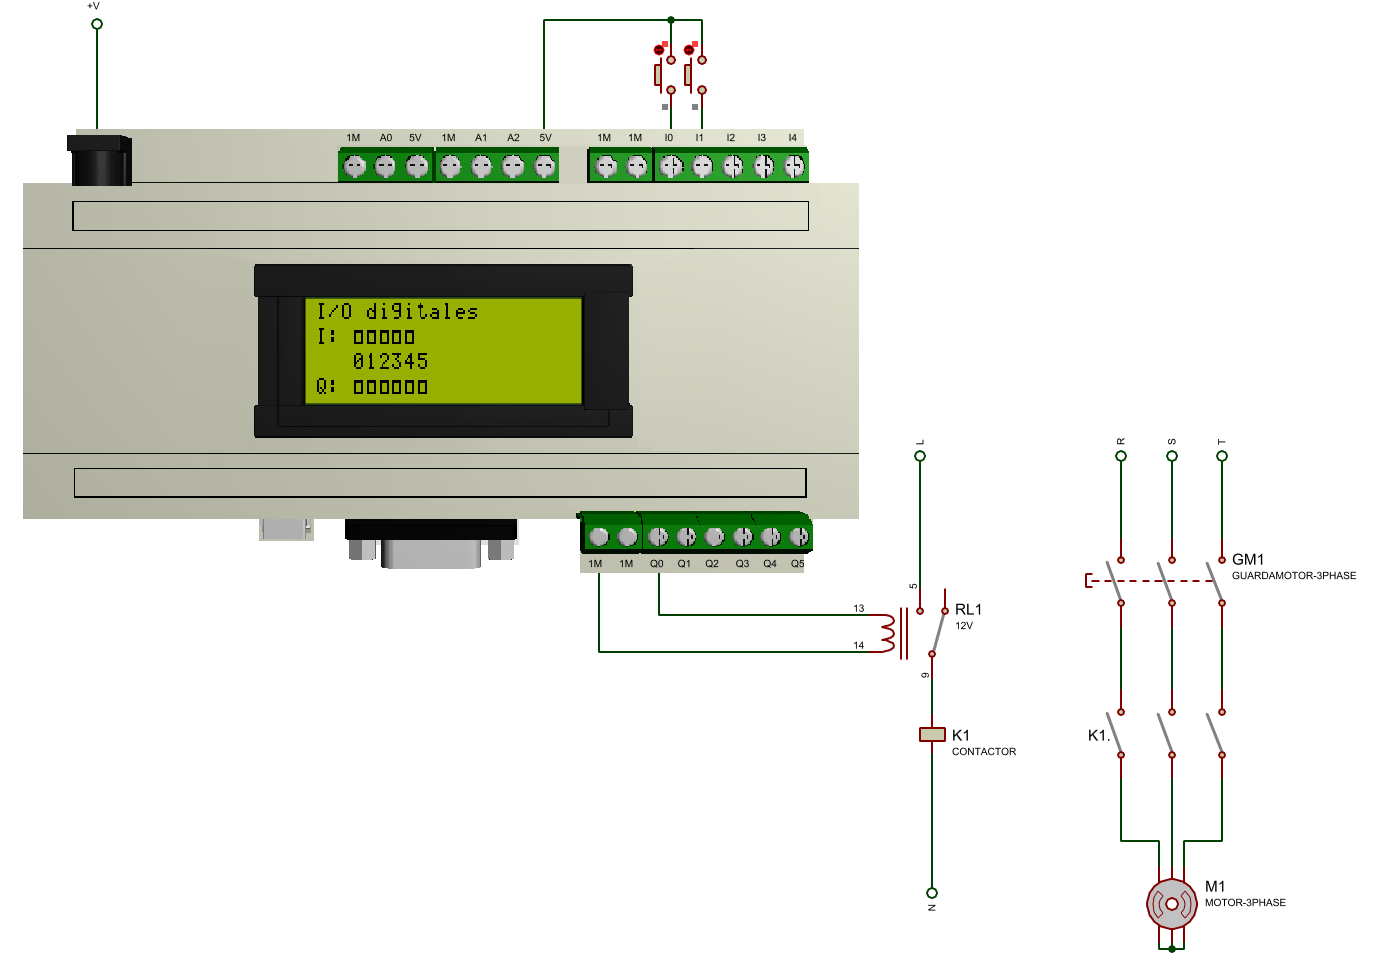 +V
1M A0 5V 1M A1 A2 5V 1M 1M I0 I1 I2 I3 I4
I/O digitales
I: 00000
012345
Q: 000000
1M 1M Q0 Q1 Q2 Q3 Q4 Q5
L
R S T
GM1
GUARDAMOTOR-3PHASE
5
13
RL1
12V
14
9
K1
CONTACTOR
K1.
M1
MOTOR-3PHASE
N